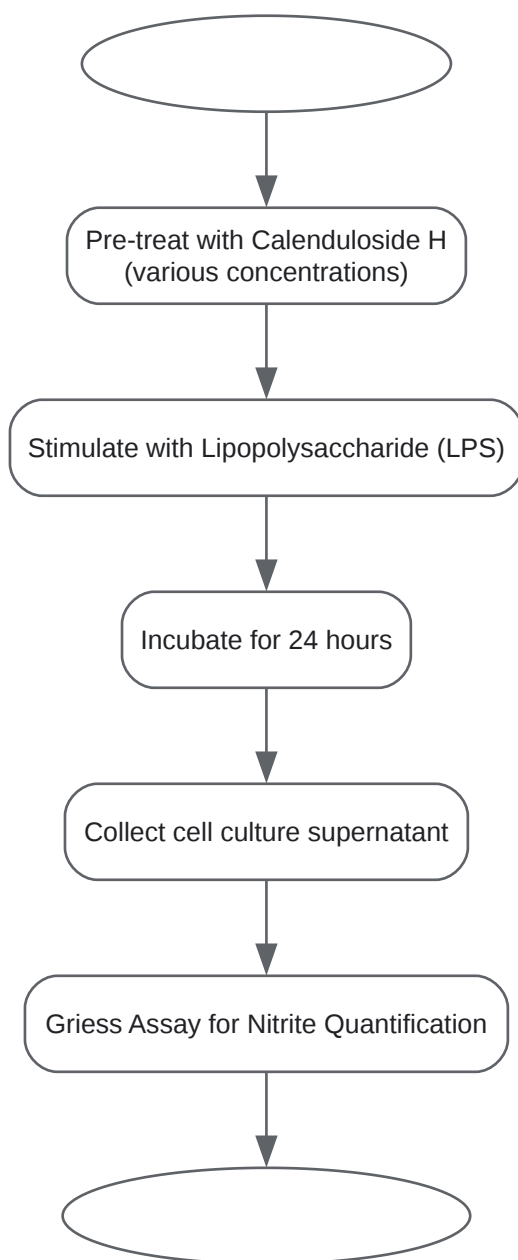 Pre-treat with Calenduloside H
(various concentrations)
Stimulate with Lipopolysaccharide (LPS)
Incubate for 24 hours
Collect cell culture supernatant
Griess Assay for Nitrite Quantification